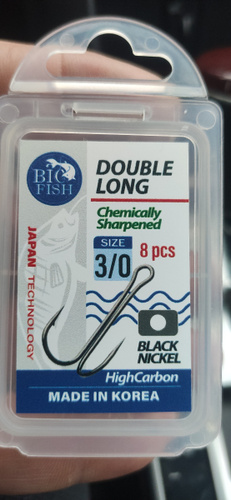 BIG
FISH
DOUBLE
LONG
Chemically
Sharpened
SIZE
3/0
8 pcs
JAPAN TECHNOLOGY
BLACK
NICKEL
HighCarbon
MADE IN KOREA